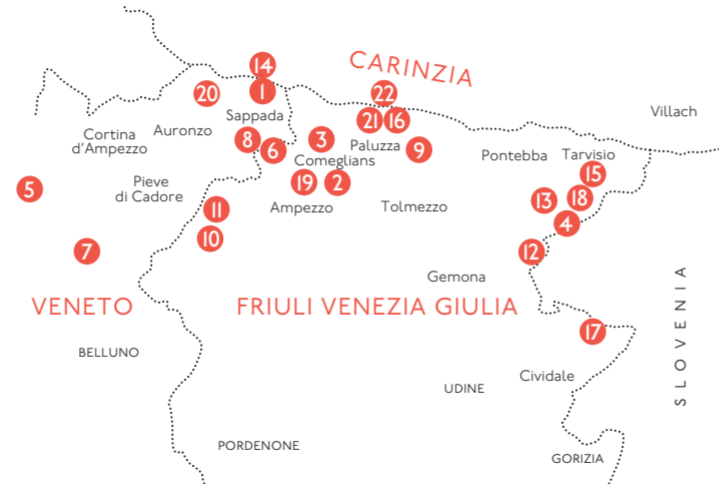 CARINZIA
14
22
20
1
Sappada
Villach
21
16
Auronzo
Cortina
d'Ampezzo
8
6
3
Paluzza
9
Comeglians
Pontebba
Tarvisio
15
5
Pieve
di Cadore
19
2
13
18
11
Ampezzo
Tolmezzo
4
10
7
12
Gemona
VENETO
FRIULI VENEZIA GIULIA
SLOVENIA
17
BELLUNO
Cividale
UDINE
PORDENONE
GORIZIA